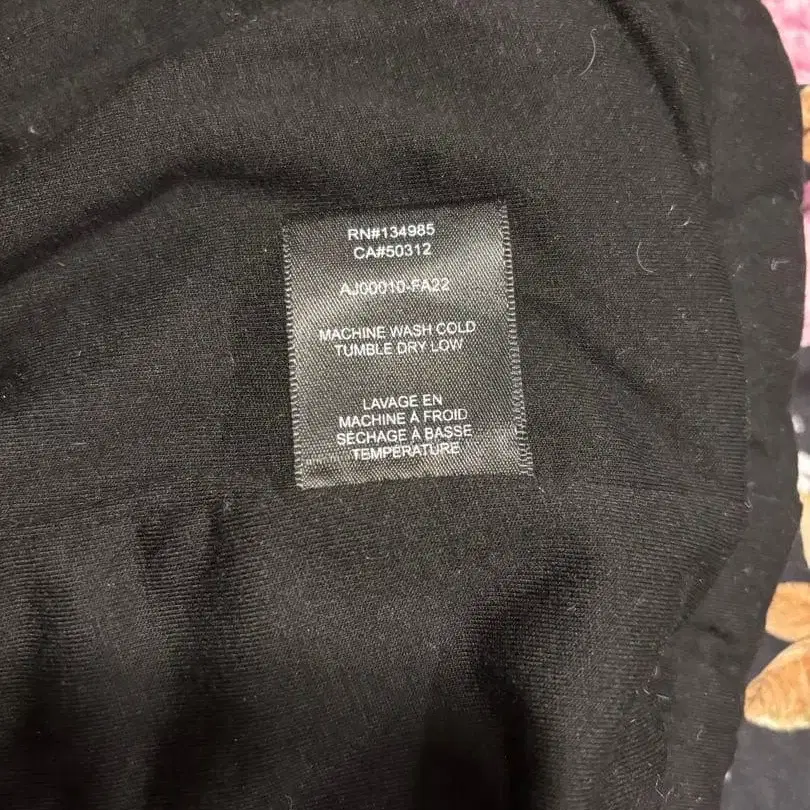 RN#134985
CA#50312
AJ00010-FA22
MACHINE WASH COLD
TUMBLE DRY LOW
LAVAGE EN
MACHINE À FROID
SÉCHAGE À BASSE
TEMPÉRATURE